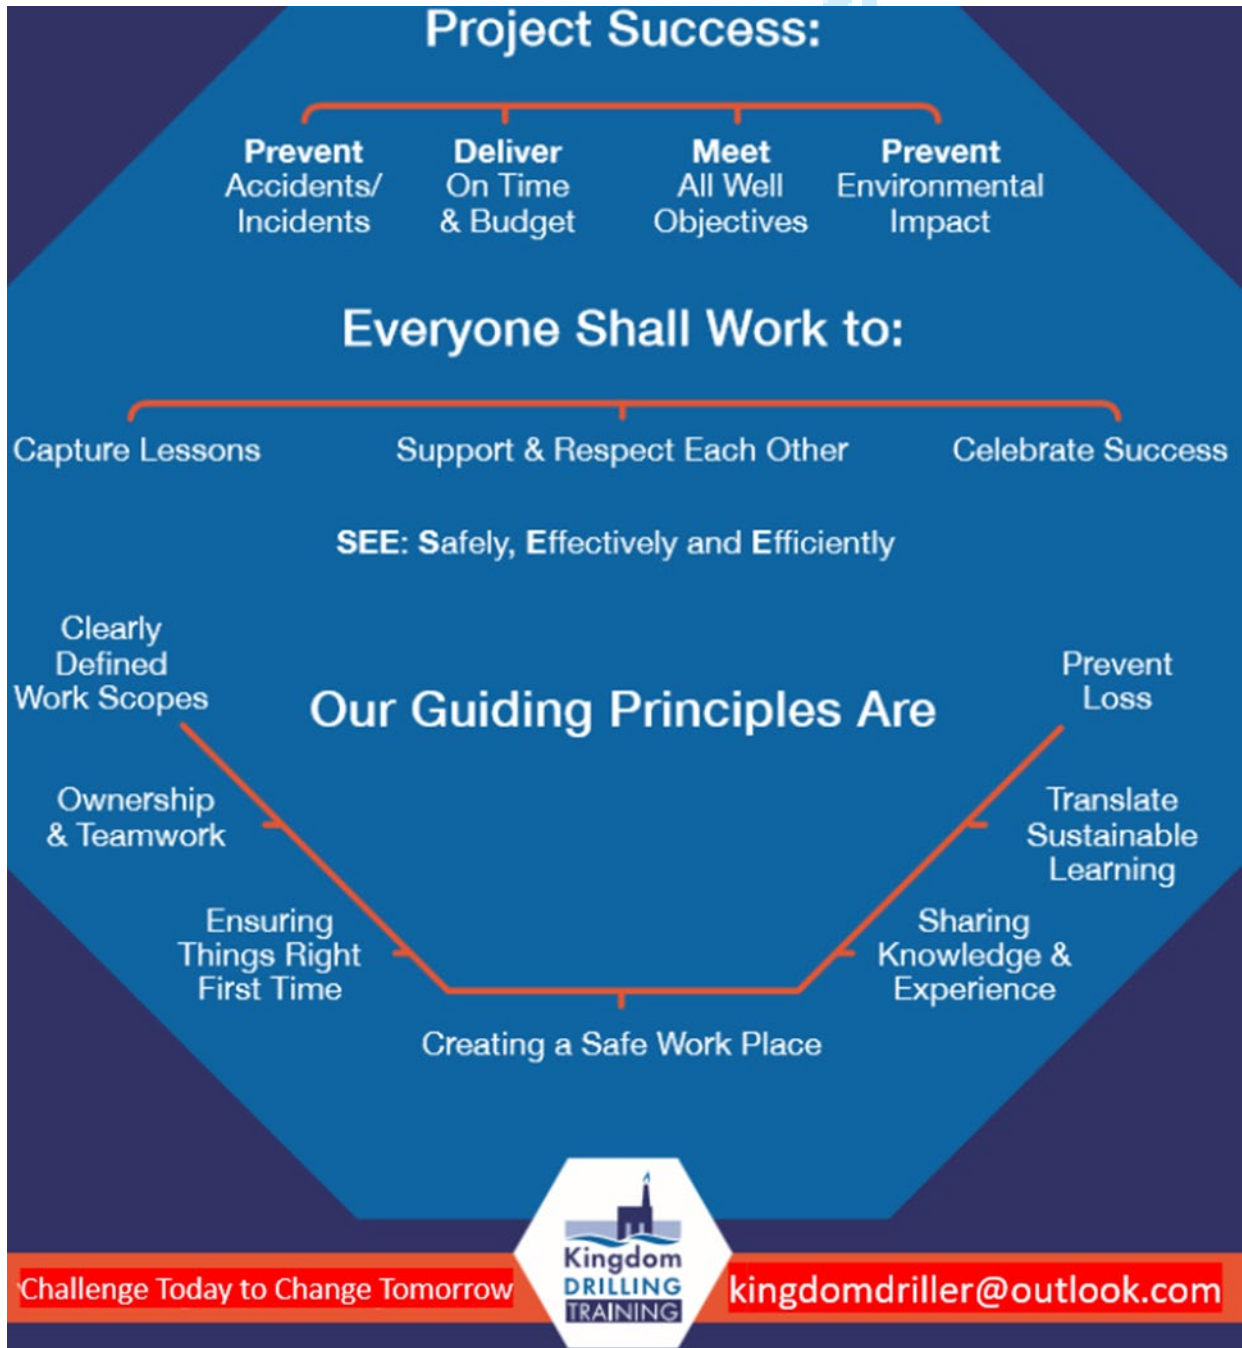 Project Success:
Prevent
Accidents/
Incidents
Deliver
On Time
& Budget
Meet
All Well
Objectives
Prevent
Environmental
Impact
Everyone Shall Work to:
Capture Lessons
Support & Respect Each Other
Celebrate Success
SEE: Safely, Effectively and Efficiently
Our Guiding Principles Are
Clearly
Defined
Work Scopes
Ownership
& Teamwork
Ensuring
Things Right
First Time
Creating a Safe Work Place
Sharing
Knowledge &
Experience
Translate
Sustainable
Learning
Prevent
Loss
Challenge Today to Change Tomorrow
Kingdom
DRILLING
TRAINING
kingdomdriller@outlook.com